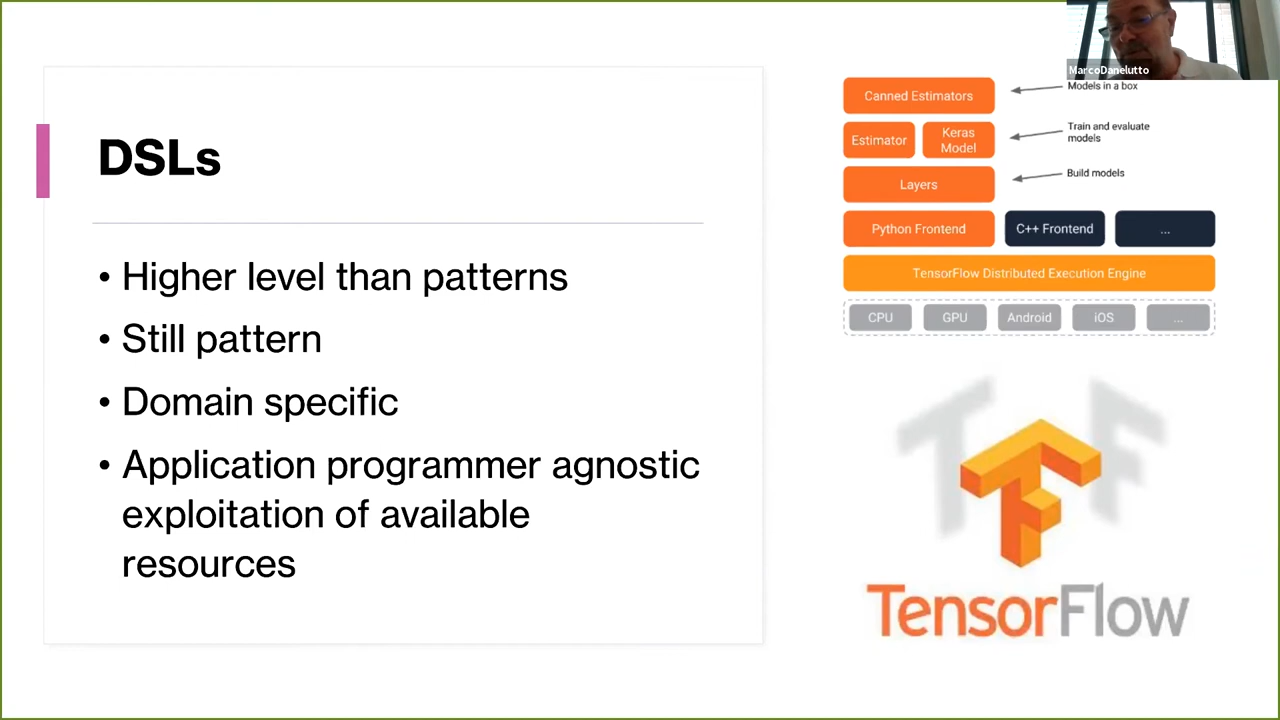 MarcoDanelutto
DSLs
• Higher level than patterns
• Still pattern
• Domain specific
• Application programmer agnostic
exploitation of available
resources
Canned Estimators
Models in a box
Estimator
Keras
Model
Train and evaluate
models
Layers
Build models
Python Frontend
C++ Frontend
...
TensorFlow Distributed Execution Engine
CPU
GPU
Android
iOS
...
TF
TensorFlow